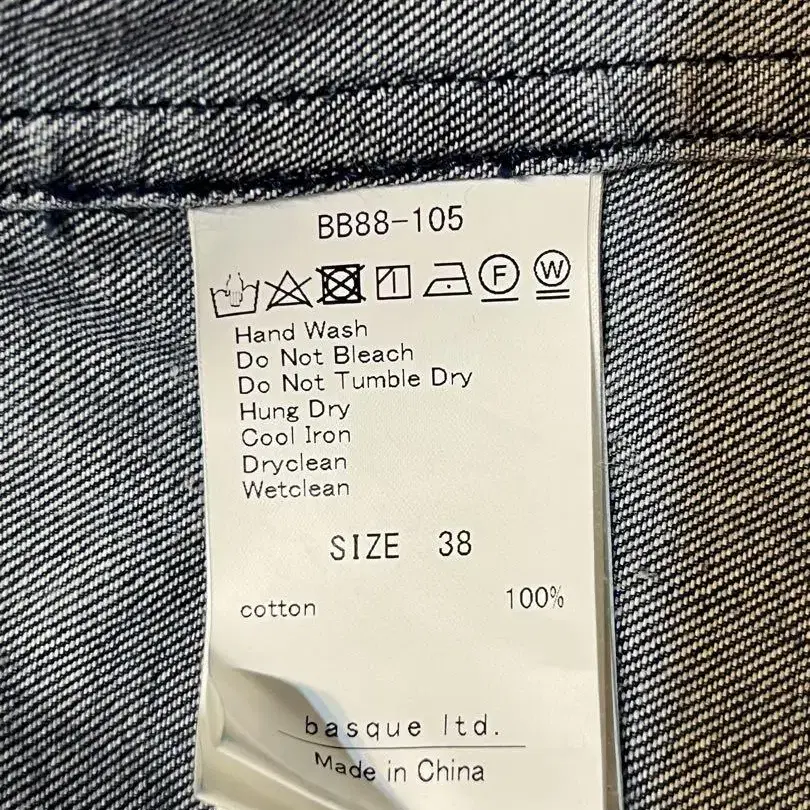 BB88-105
F W
Hand Wash
Do Not Bleach
Do Not Tumble Dry
Hung Dry
Cool Iron
Dryclean
Wetclean
SIZE 38
cotton 100%
basque ltd.
Made in China